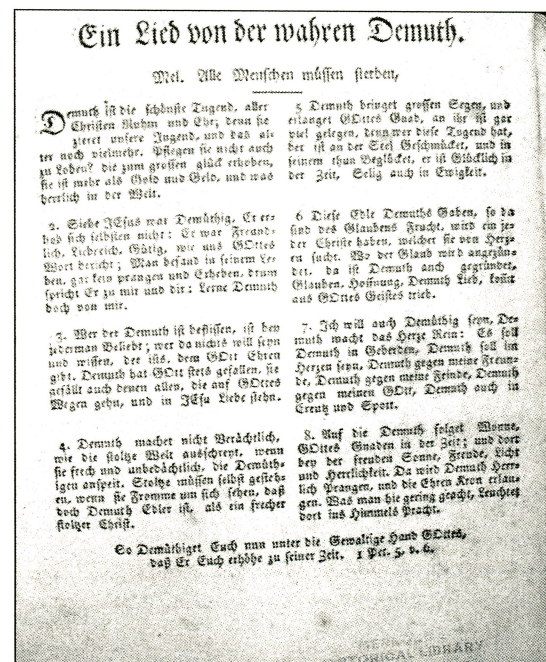 Ein Lied von der wahren Demuth.
Mel. Alle Menschen müssen sterben,
Demuth ist die schönste Tugend, aller
Christen Ruhm und Ehr; denn sie
zieret unsere Jugend, und das al-
ter noch vielmehr. Pflegen sie nicht auch
zu Loben? die zum grossen glück erhoben,
sie ist mehr als Gold und Geld, und was
herrlich in der Welt.
2. Siehe JEsus war Demüthig, Er er-
hob sich selbsten nicht: Er war Freund-
lich, Liebreich, Gütig, wie uns GOttes
Wort bericht; Man befand in seinem Le-
ben, gar kein prangen und Erheben, drum
spricht Er zu mir und dir: Lerne Demuth
doch von mir.
3. Wer der Demuth ist beflissen, ist bey
jederman Beliebt; wer da nichts will seyn
und wissen, der ists, dem GOtt Ehren
gibt. Demuth hat GOtt stets gefallen, sie
gefällt auch denen allen, die auf GOttes
Wegen gehn, und in JEsu Liebe stehn.
4. Demuth machet nicht Verächtlich,
wie die stoltze Welt ausschreyt, wenn
sie frech und unbedächtlich, die Demüth-
igen anspeit. Stoltze müssen selbst gesteh-
en, wenn sie Fromme um sich sehen, daß
doch Demuth Edler ist, als ein frecher
stoltzer Christ.
5 Demuth bringet grossen Segen, und
erlanget GOttes Gnad, an ihr ist gar
viel gelegen, denn wer diese Tugend hat,
der ist an der Seel Geschmücket, und in
seinem thun Beglücket, er ist Glücklich in
der Zeit, Selig auch in Ewigkeit.
6 Diese Edle Demuths Gaben, so da
sind des Glaubens Frucht, wird ein je-
der Christe haben, welcher sie von Herz-
en sucht. Wo der Glaub wird angezün-
det, da ist Demuth auch gegründet,
Glauben, Hoffnung, Demuth Lieb, kommt
aus GOttes Geistes trieb.
7. Ich will auch Demüthig seyn, De-
muth macht das Herze Rein: Es soll
Demuth in Geberden, Demuth soll im
Herzen seyn, Demuth gegen meine Freun-
de, Demuth gegen meine Feinde, Demuth
gegen meinen GOtt, Demuth auch in
Creutz und Spott.
8. Auf die Demuth folget Wonne,
GOttes Gnaden in der Zeit; und dort
bey der freuden Sonne, Freude, Licht
und Herrlichkeit. Da wird Demuth Herr-
lich Prangen, und die Ehren Kron erlan-
gen. Was man hie gering geacht, Leuchtet
dort ins Himmels Pracht.
So Demüthiget Euch nun unter die Gewaltige Hand GOttes,
daß Er Euch erhöhe zu seiner Zeit. 1 Pet. 5. v. 6.
HISTORICAL LIBRARY